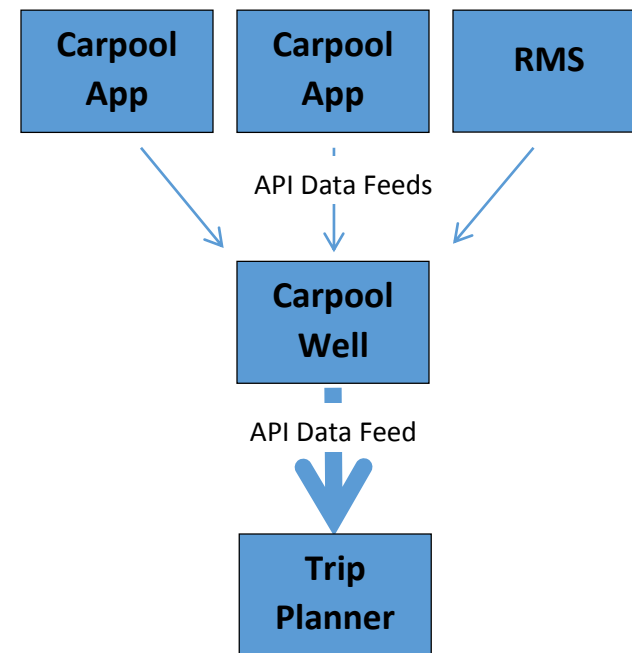 Carpool
App
Carpool
App
RMS
API Data Feeds
Carpool
Well
API Data Feed
Trip
Planner